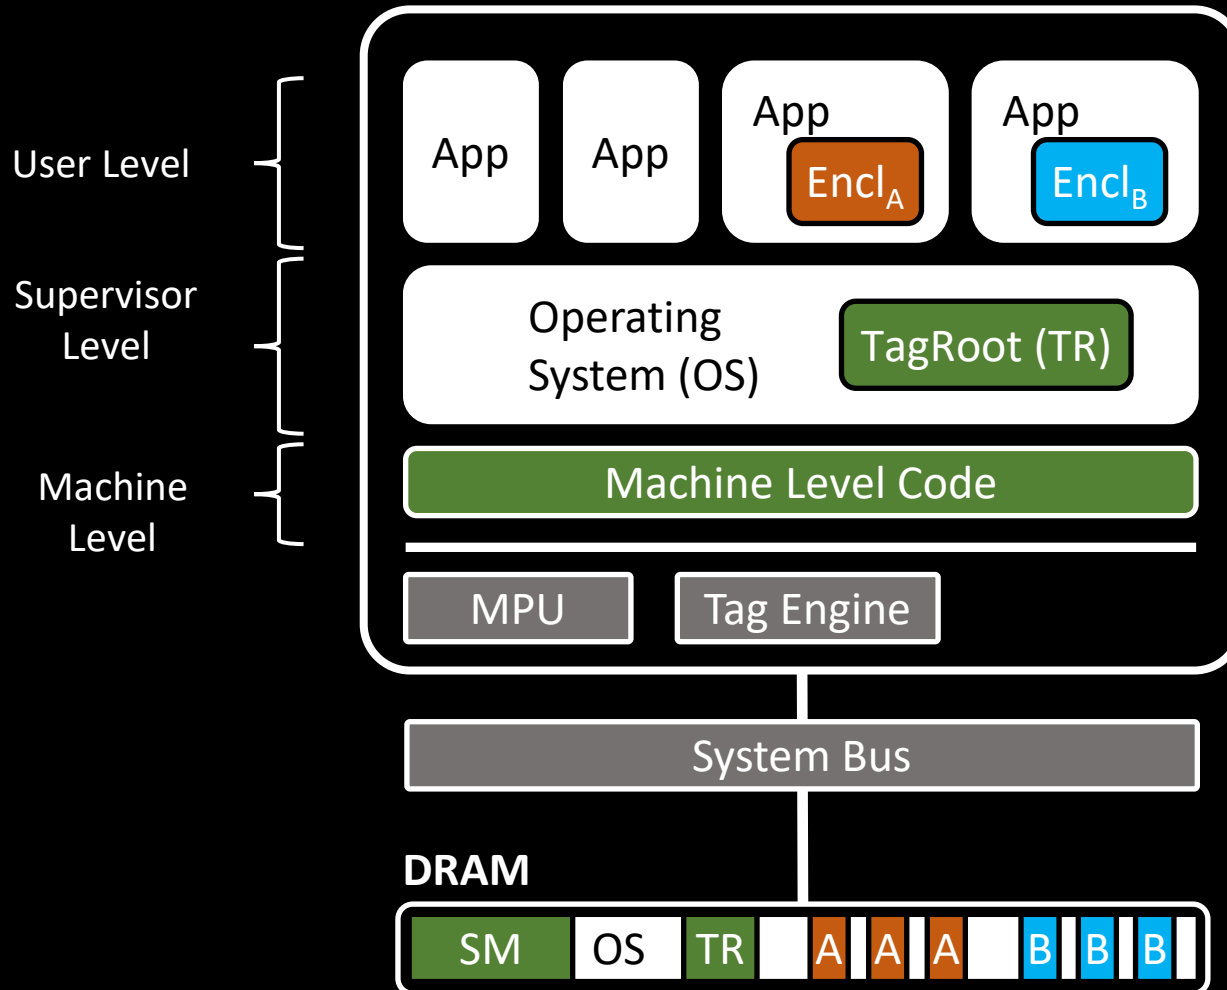 User Level
App
App
App
Encl_A
App
Encl_B
Supervisor
Level
Operating
System (OS)
TagRoot (TR)
Machine
Level
Machine Level Code
MPU
Tag Engine
System Bus
DRAM
SM
OS
TR
A
A
A
B
B
B